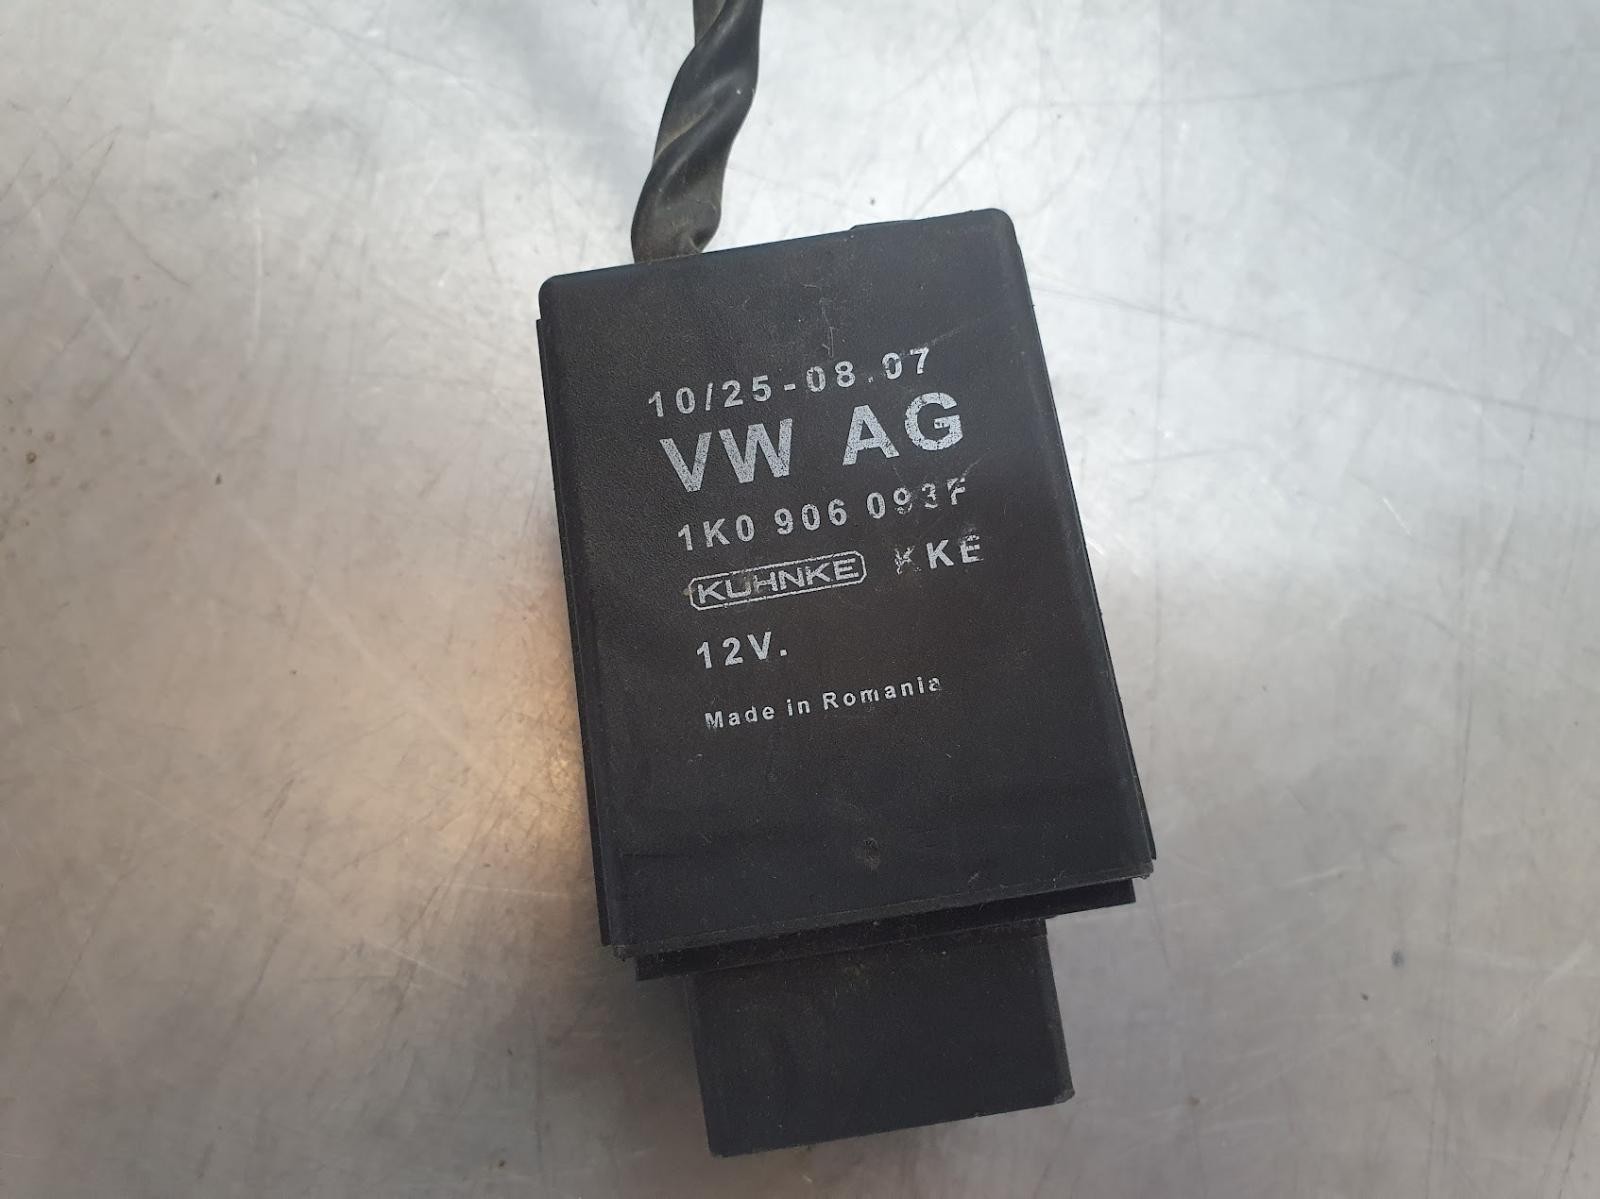 10/25-08.07
VW AG
1K0 906 093F
KUHNKE KKE
12V.
Made in Romania